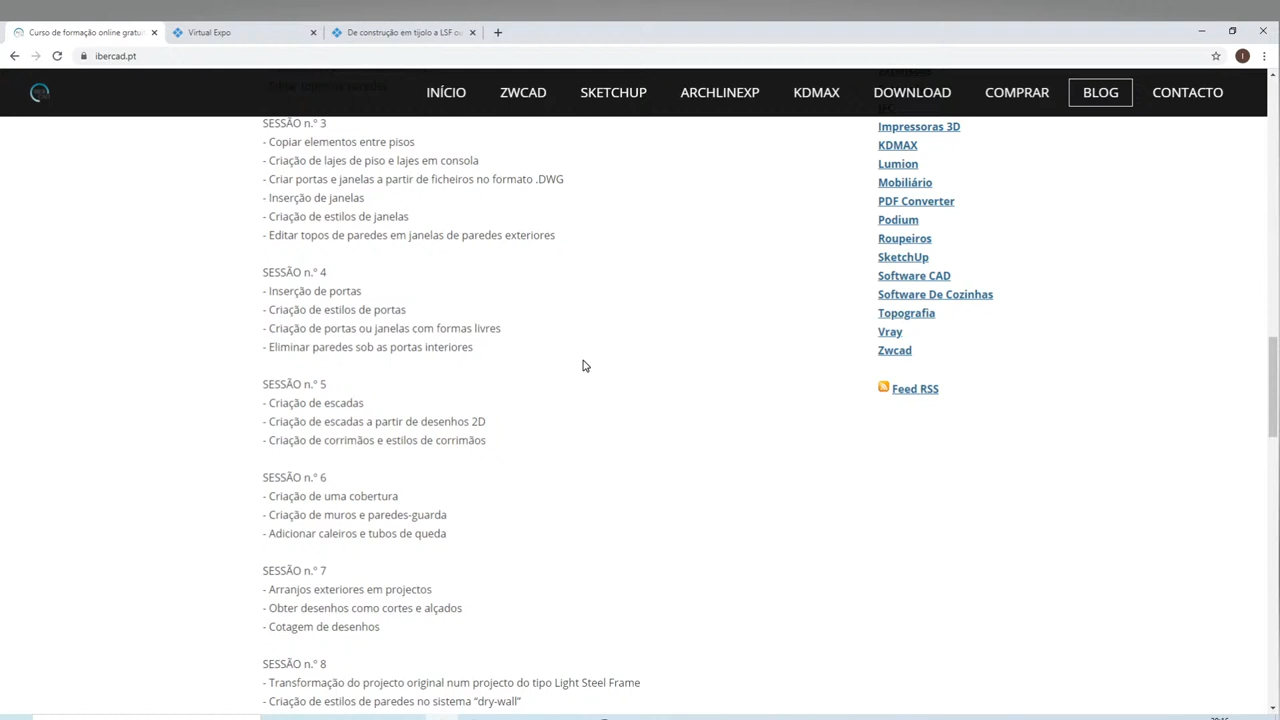 Curso de formação online gratui
Virtual Expo
De construção em tijolo a LSF ou
ibercad.pt
INÍCIO
ZWCAD
SKETCHUP
ARCHLINEXP
KDMAX
DOWNLOAD
COMPRAR
BLOG
CONTACTO
SESSÃO n.º 3
- Copiar elementos entre pisos
- Criação de lajes de piso e lajes em consola
- Criar portas e janelas a partir de ficheiros no formato .DWG
- Inserção de janelas
- Criação de estilos de janelas
- Editar topos de paredes em janelas de paredes exteriores
SESSÃO n.º 4
- Inserção de portas
- Criação de estilos de portas
- Criação de portas ou janelas com formas livres
- Eliminar paredes sob as portas interiores
SESSÃO n.º 5
- Criação de escadas
- Criação de escadas a partir de desenhos 2D
- Criação de corrimãos e estilos de corrimãos
SESSÃO n.º 6
- Criação de uma cobertura
- Criação de muros e paredes-guarda
- Adicionar caleiros e tubos de queda
SESSÃO n.º 7
- Arranjos exteriores em projectos
- Obter desenhos como cortes e alçados
- Cotagem de desenhos
SESSÃO n.º 8
- Transformação do projecto original num projecto do tipo Light Steel Frame
- Criação de estilos de paredes no sistema “dry-wall”
Impressoras 3D
KDMAX
Lumion
Mobiliário
PDF Converter
Podium
Roupeiros
SketchUp
Software CAD
Software De Cozinhas
Topografia
Vray
Zwcad
Feed RSS